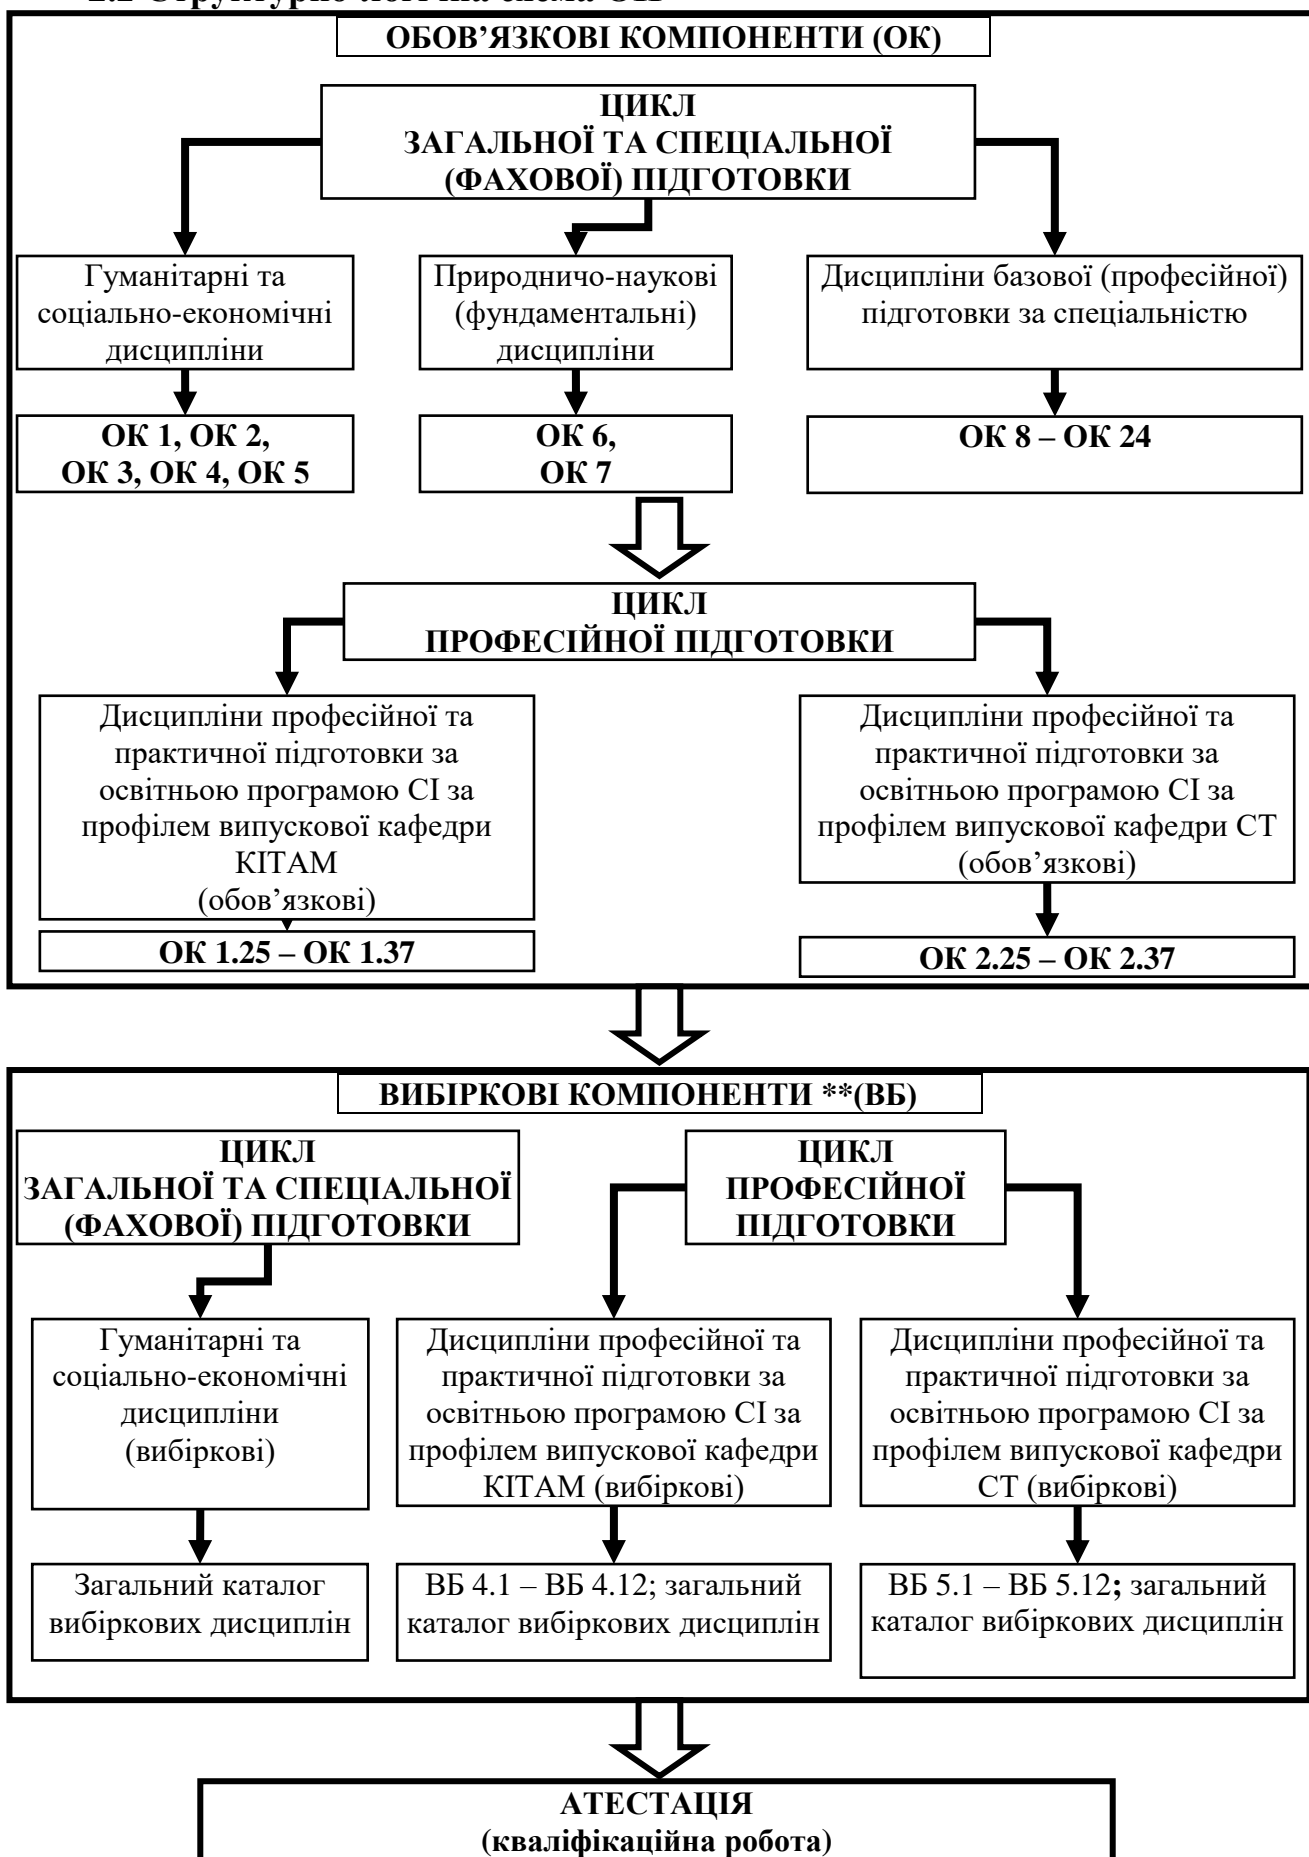 2.2 Структурно-логічна схема ОП
ОБОВ’ЯЗКОВІ КОМПОНЕНТИ (ОК)
ЦИКЛ
ЗАГАЛЬНОЇ ТА СПЕЦІАЛЬНОЇ
(ФАХОВОЇ) ПІДГОТОВКИ
Гуманітарні та
соціально-економічні
дисципліни
Природничо-наукові
(фундаментальні)
дисципліни
Дисципліни базової (професійної)
підготовки за спеціальністю
ОК 1, ОК 2,
ОК 3, ОК 4, ОК 5
ОК 6,
ОК 7
ОК 8 – ОК 24
ЦИКЛ
ПРОФЕСІЙНОЇ ПІДГОТОВКИ
Дисципліни професійної та
практичної підготовки за
освітньою програмою СІ за
профілем випускової кафедри
КІТАМ
(обов’язкові)
Дисципліни професійної та
практичної підготовки за
освітньою програмою СІ за
профілем випускової кафедри СТ
(обов’язкові)
ОК 1.25 – ОК 1.37
ОК 2.25 – ОК 2.37
ВИБІРКОВІ КОМПОНЕНТИ **(ВБ)
ЦИКЛ
ЗАГАЛЬНОЇ ТА СПЕЦІАЛЬНОЇ
(ФАХОВОЇ) ПІДГОТОВКИ
ЦИКЛ
ПРОФЕСІЙНОЇ
ПІДГОТОВКИ
Гуманітарні та
соціально-економічні
дисципліни
(вибіркові)
Дисципліни професійної та
практичної підготовки за
освітньою програмою СІ за
профілем випускової кафедри
КІТАМ (вибіркові)
Дисципліни професійної та
практичної підготовки за
освітньою програмою СІ за
профілем випускової кафедри
СТ (вибіркові)
Загальний каталог
вибіркових дисциплін
ВБ 4.1 – ВБ 4.12; загальний
каталог вибіркових дисциплін
ВБ 5.1 – ВБ 5.12; загальний
каталог вибіркових дисциплін
АТЕСТАЦІЯ
(кваліфікаційна робота)